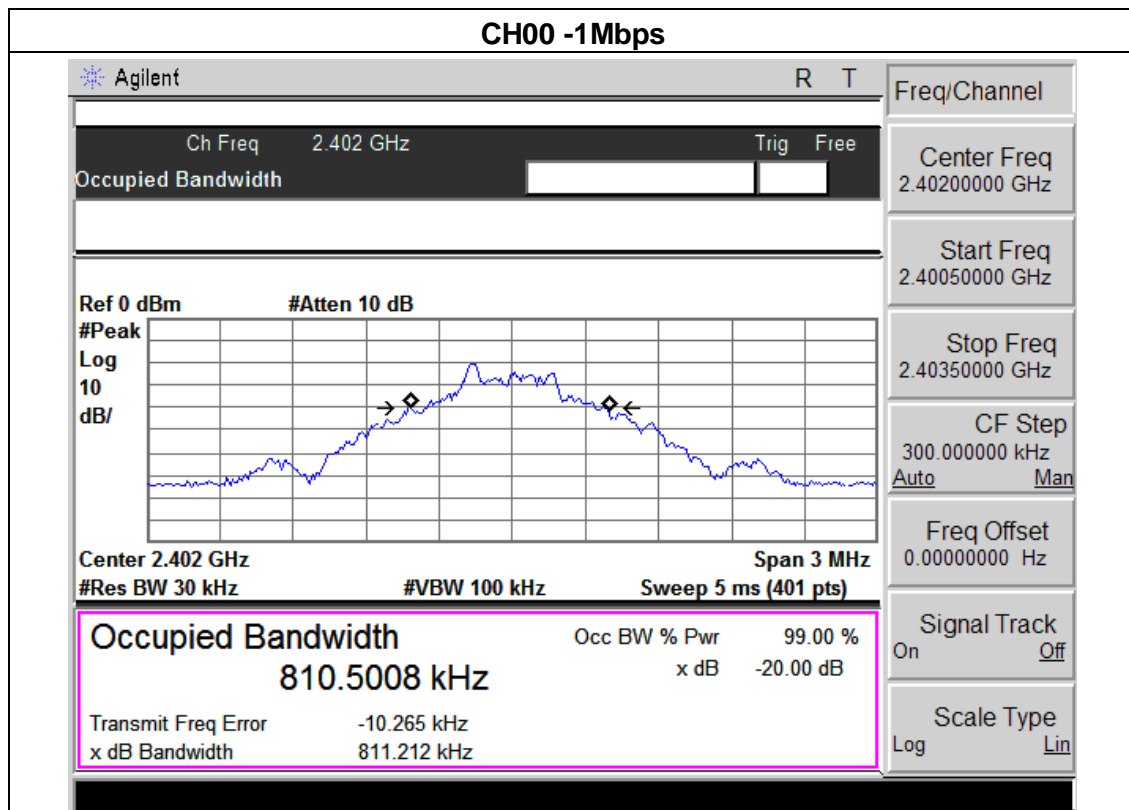 CH00 -1Mbps
Agilent R T
Freq/Channel
Ch Freq 2.402 GHz Trig Free
Occupied Bandwidth
Center Freq
2.40200000 GHz
Start Freq
2.40050000 GHz
Ref 0 dBm #Atten 10 dB
#Peak
Log
10
dB/
Stop Freq
2.40350000 GHz
CF Step
300.000000 kHz
Auto Man
Freq Offset
0.00000000 Hz
Center 2.402 GHz Span 3 MHz
#Res BW 30 kHz #VBW 100 kHz Sweep 5 ms (401 pts)
Occupied Bandwidth Occ BW % Pwr 99.00 %
810.5008 kHz x dB -20.00 dB
Transmit Freq Error -10.265 kHz
x dB Bandwidth 811.212 kHz
Signal Track
On Off
Scale Type
Log Lin